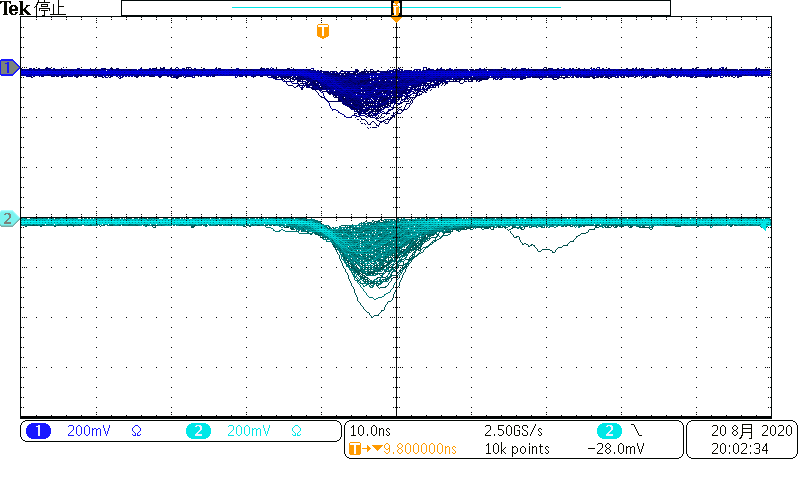 Tek 停止
T
T
1
2
1 200mV Ω 2 200mV Ω
10.0ns 2.50GS/s 2
T→▼9.800000ns 10k points −28.0mV
20 8月 2020
20:02:34